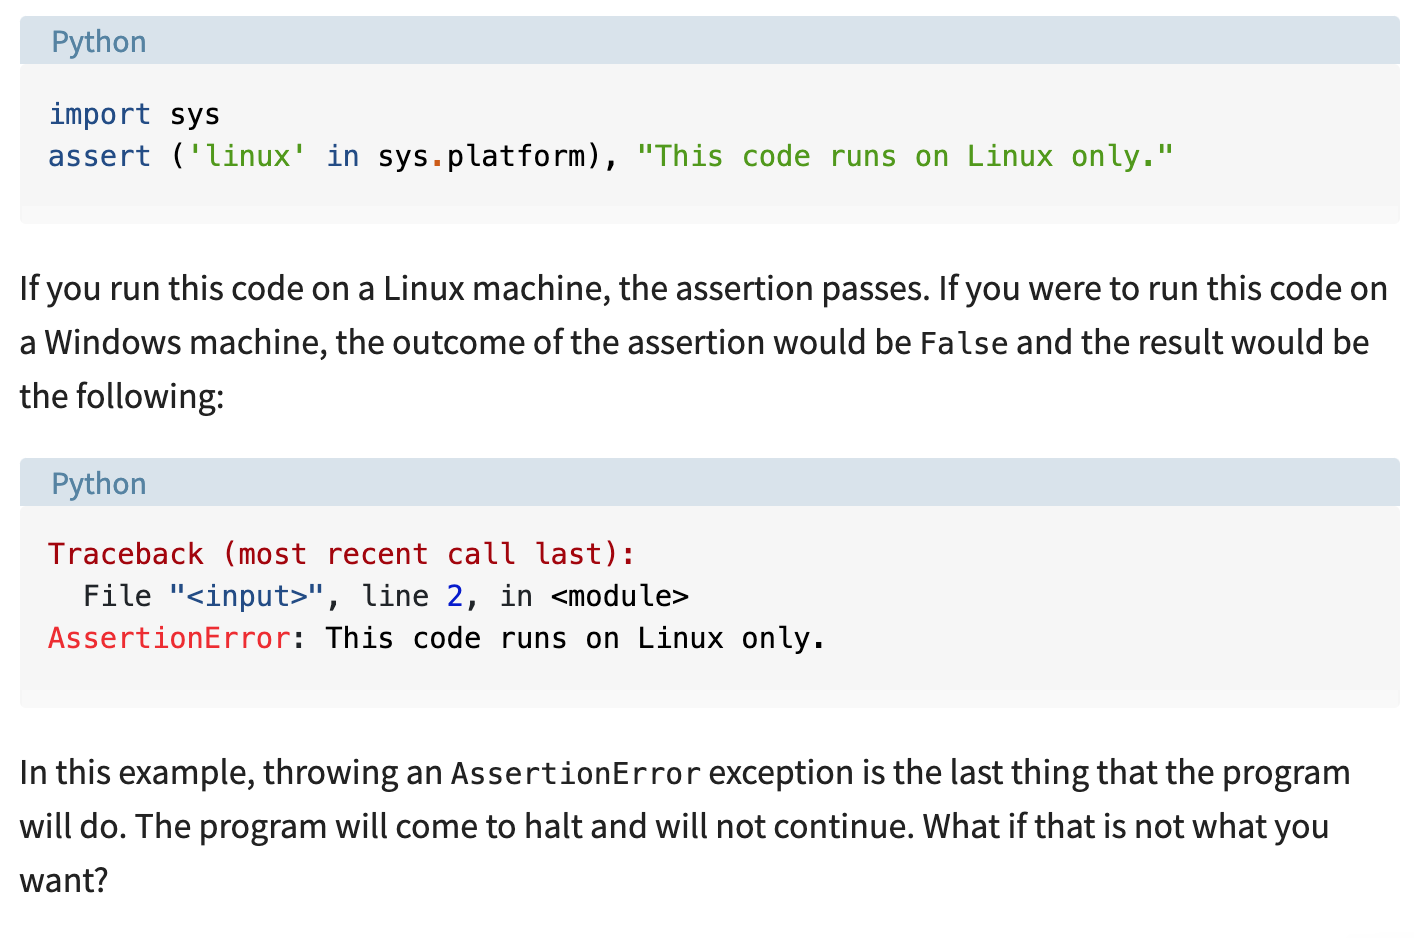 Python
import sys
assert ('linux' in sys.platform), "This code runs on Linux only."
If you run this code on a Linux machine, the assertion passes. If you were to run this code on
a Windows machine, the outcome of the assertion would be False and the result would be
the following:
Python
Traceback (most recent call last):
  File "<input>", line 2, in <module>
AssertionError: This code runs on Linux only.
In this example, throwing an AssertionError exception is the last thing that the program
will do. The program will come to halt and will not continue. What if that is not what you
want?